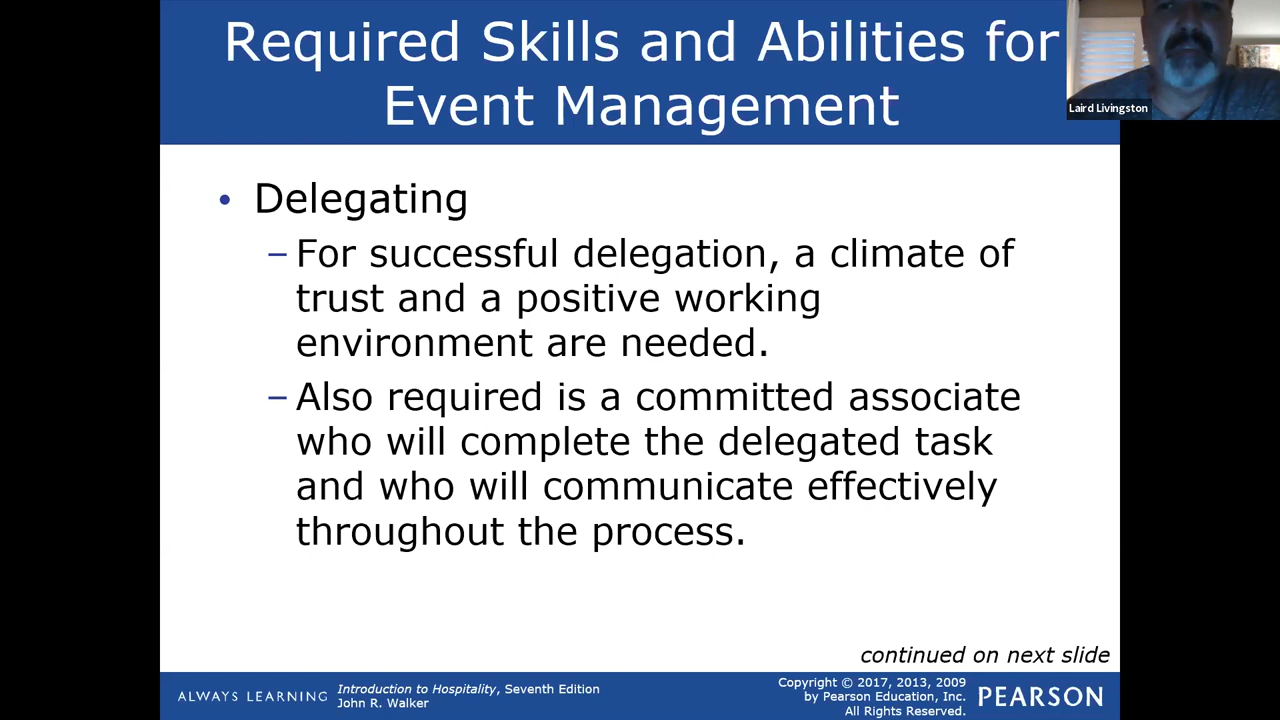 Required Skills and Abilities for
Event Management
Laird Livingston
• Delegating
– For successful delegation, a climate of
trust and a positive working
environment are needed.
– Also required is a committed associate
who will complete the delegated task
and who will communicate effectively
throughout the process.
continued on next slide
ALWAYS LEARNING
Introduction to Hospitality, Seventh Edition
John R. Walker
Copyright © 2017, 2013, 2009
by Pearson Education, Inc.
All Rights Reserved.
PEARSON